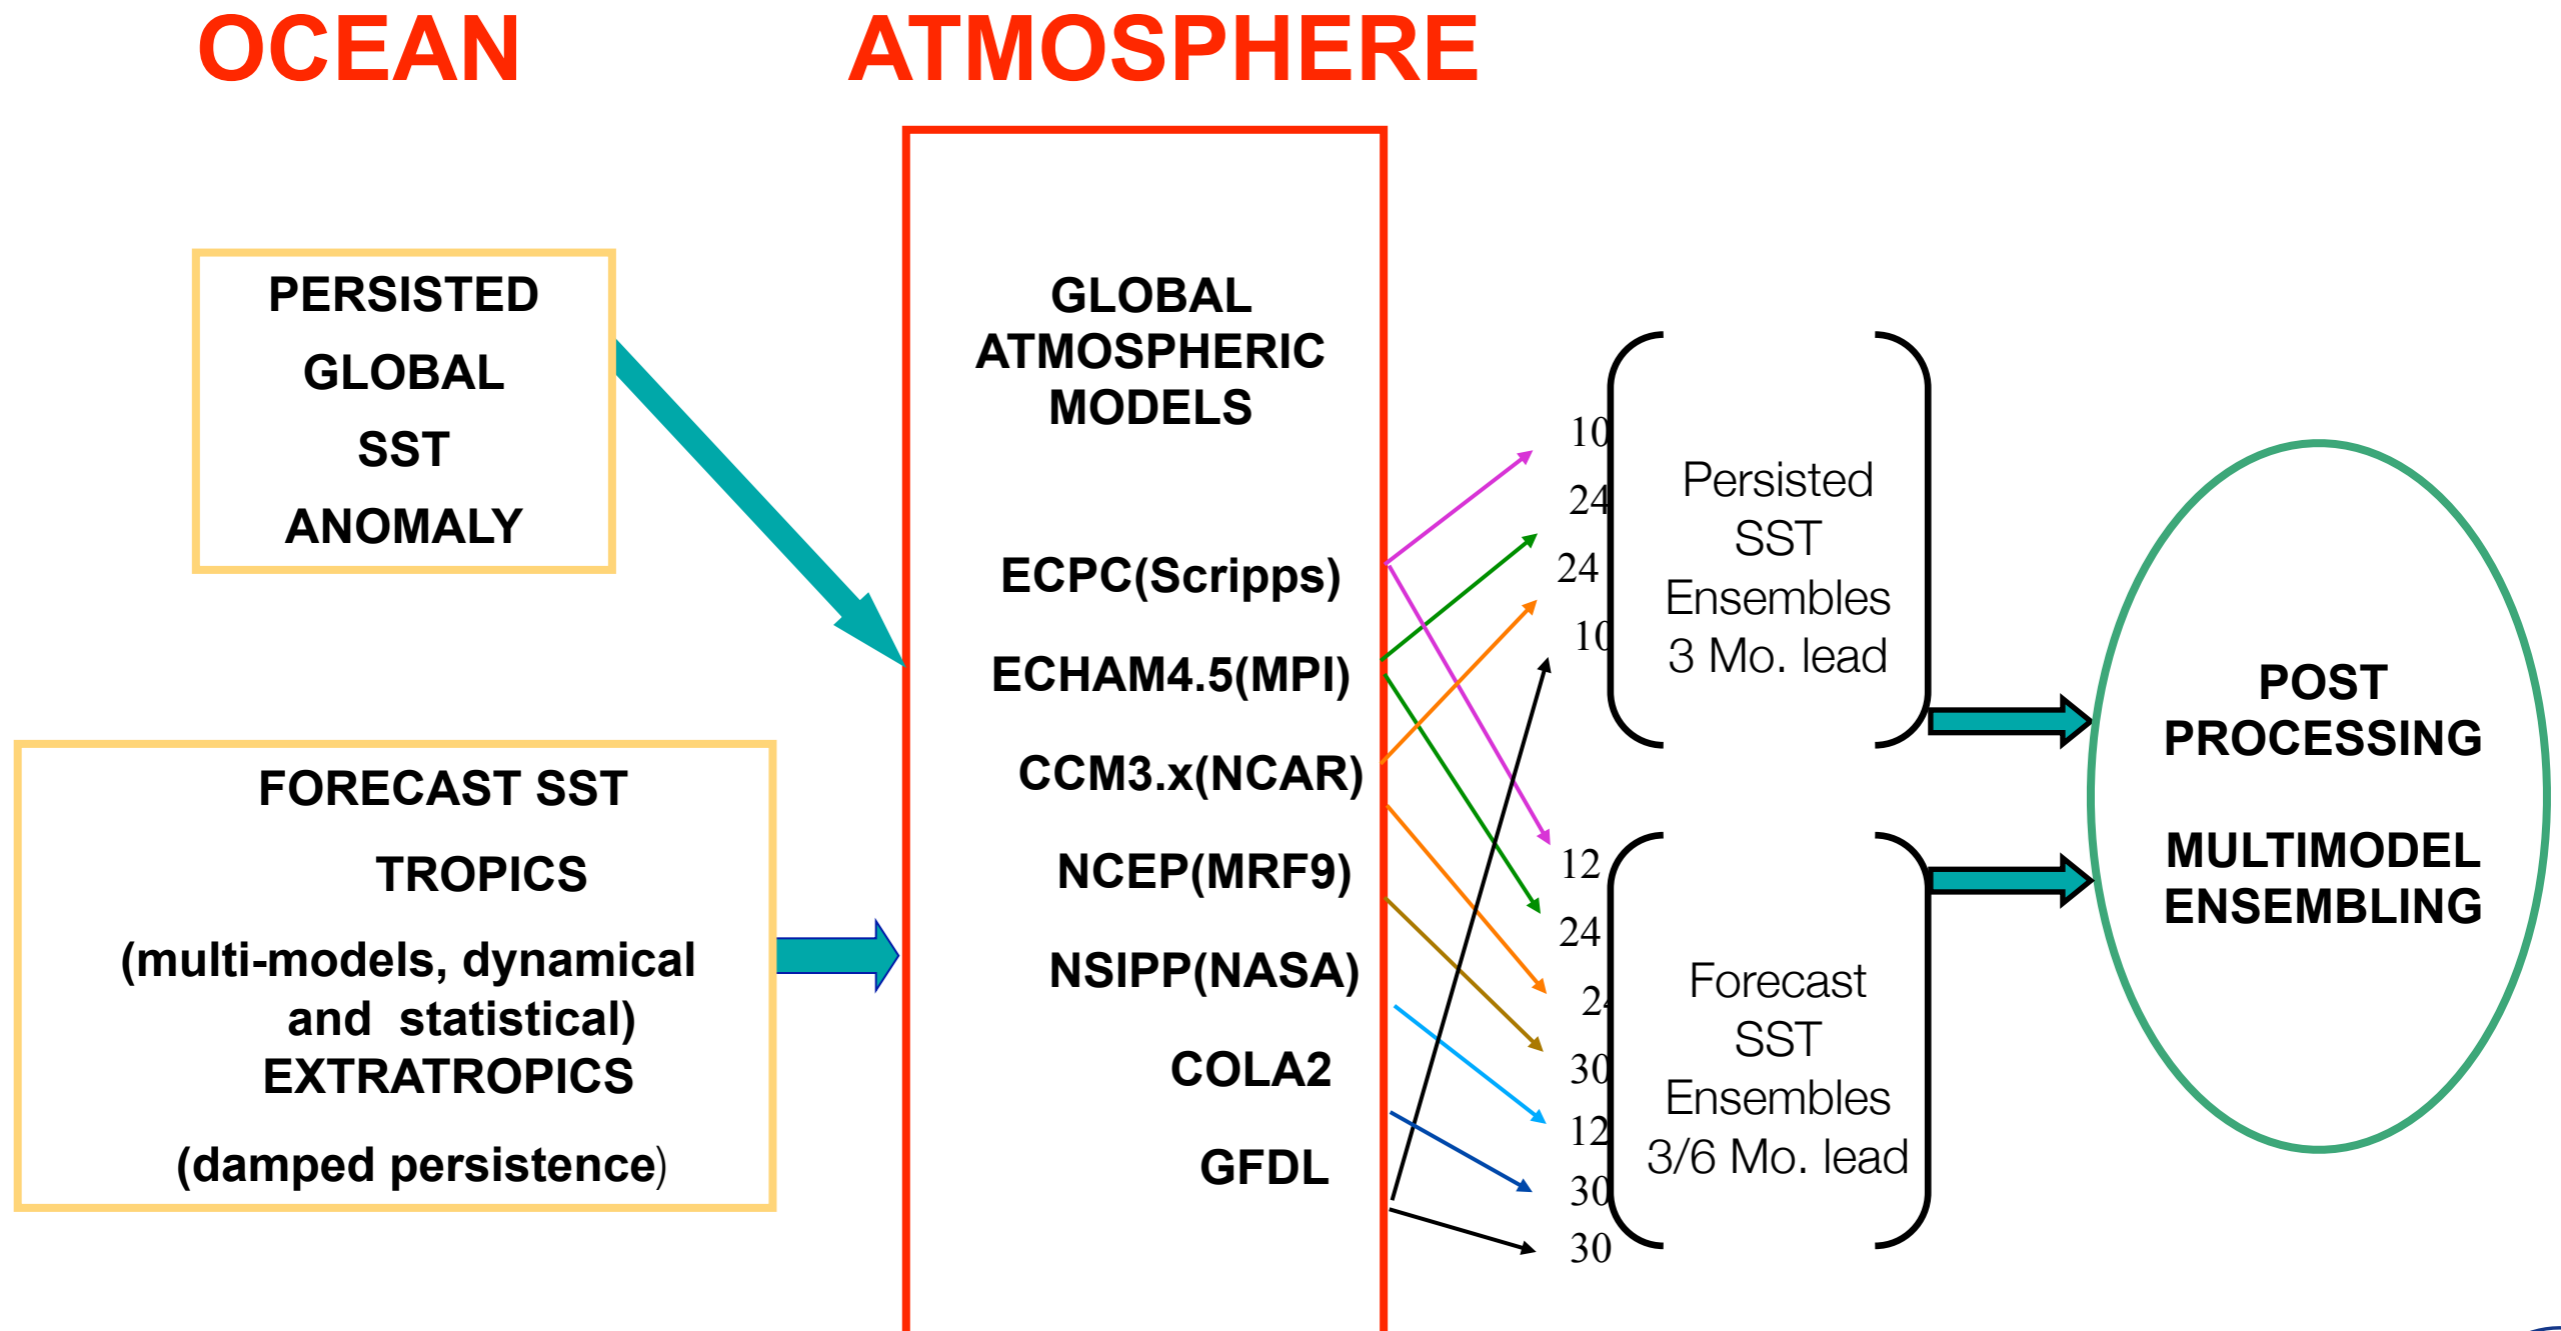 OCEAN
ATMOSPHERE
PERSISTED
GLOBAL
SST
ANOMALY
FORECAST SST
TROPICS
(multi-models, dynamical
and statistical)
EXTRATROPICS
(damped persistence)
GLOBAL
ATMOSPHERIC
MODELS
ECPC(Scripps)
ECHAM4.5(MPI)
CCM3.x(NCAR)
NCEP(MRF9)
NSIPP(NASA)
COLA2
GFDL
10
24
24
10
Persisted
SST
Ensembles
3 Mo. lead
12
24
24
30
12
30
30
Forecast
SST
Ensembles
3/6 Mo. lead
POST
PROCESSING
MULTIMODEL
ENSEMBLING